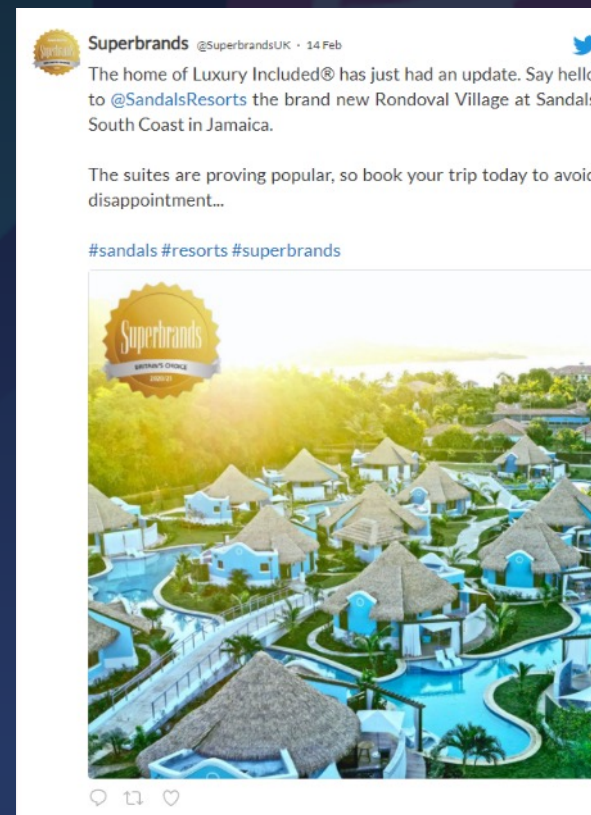 Superbrands @SuperbrandsUK · 14 Feb
The home of Luxury Included® has just had an update. Say hello
to @SandalsResorts the brand new Rondoval Village at Sandals
South Coast in Jamaica.
The suites are proving popular, so book your trip today to avoid
disappointment...
#sandals #resorts #superbrands
Superbrands
BRITAIN'S CHOICE
2020/21